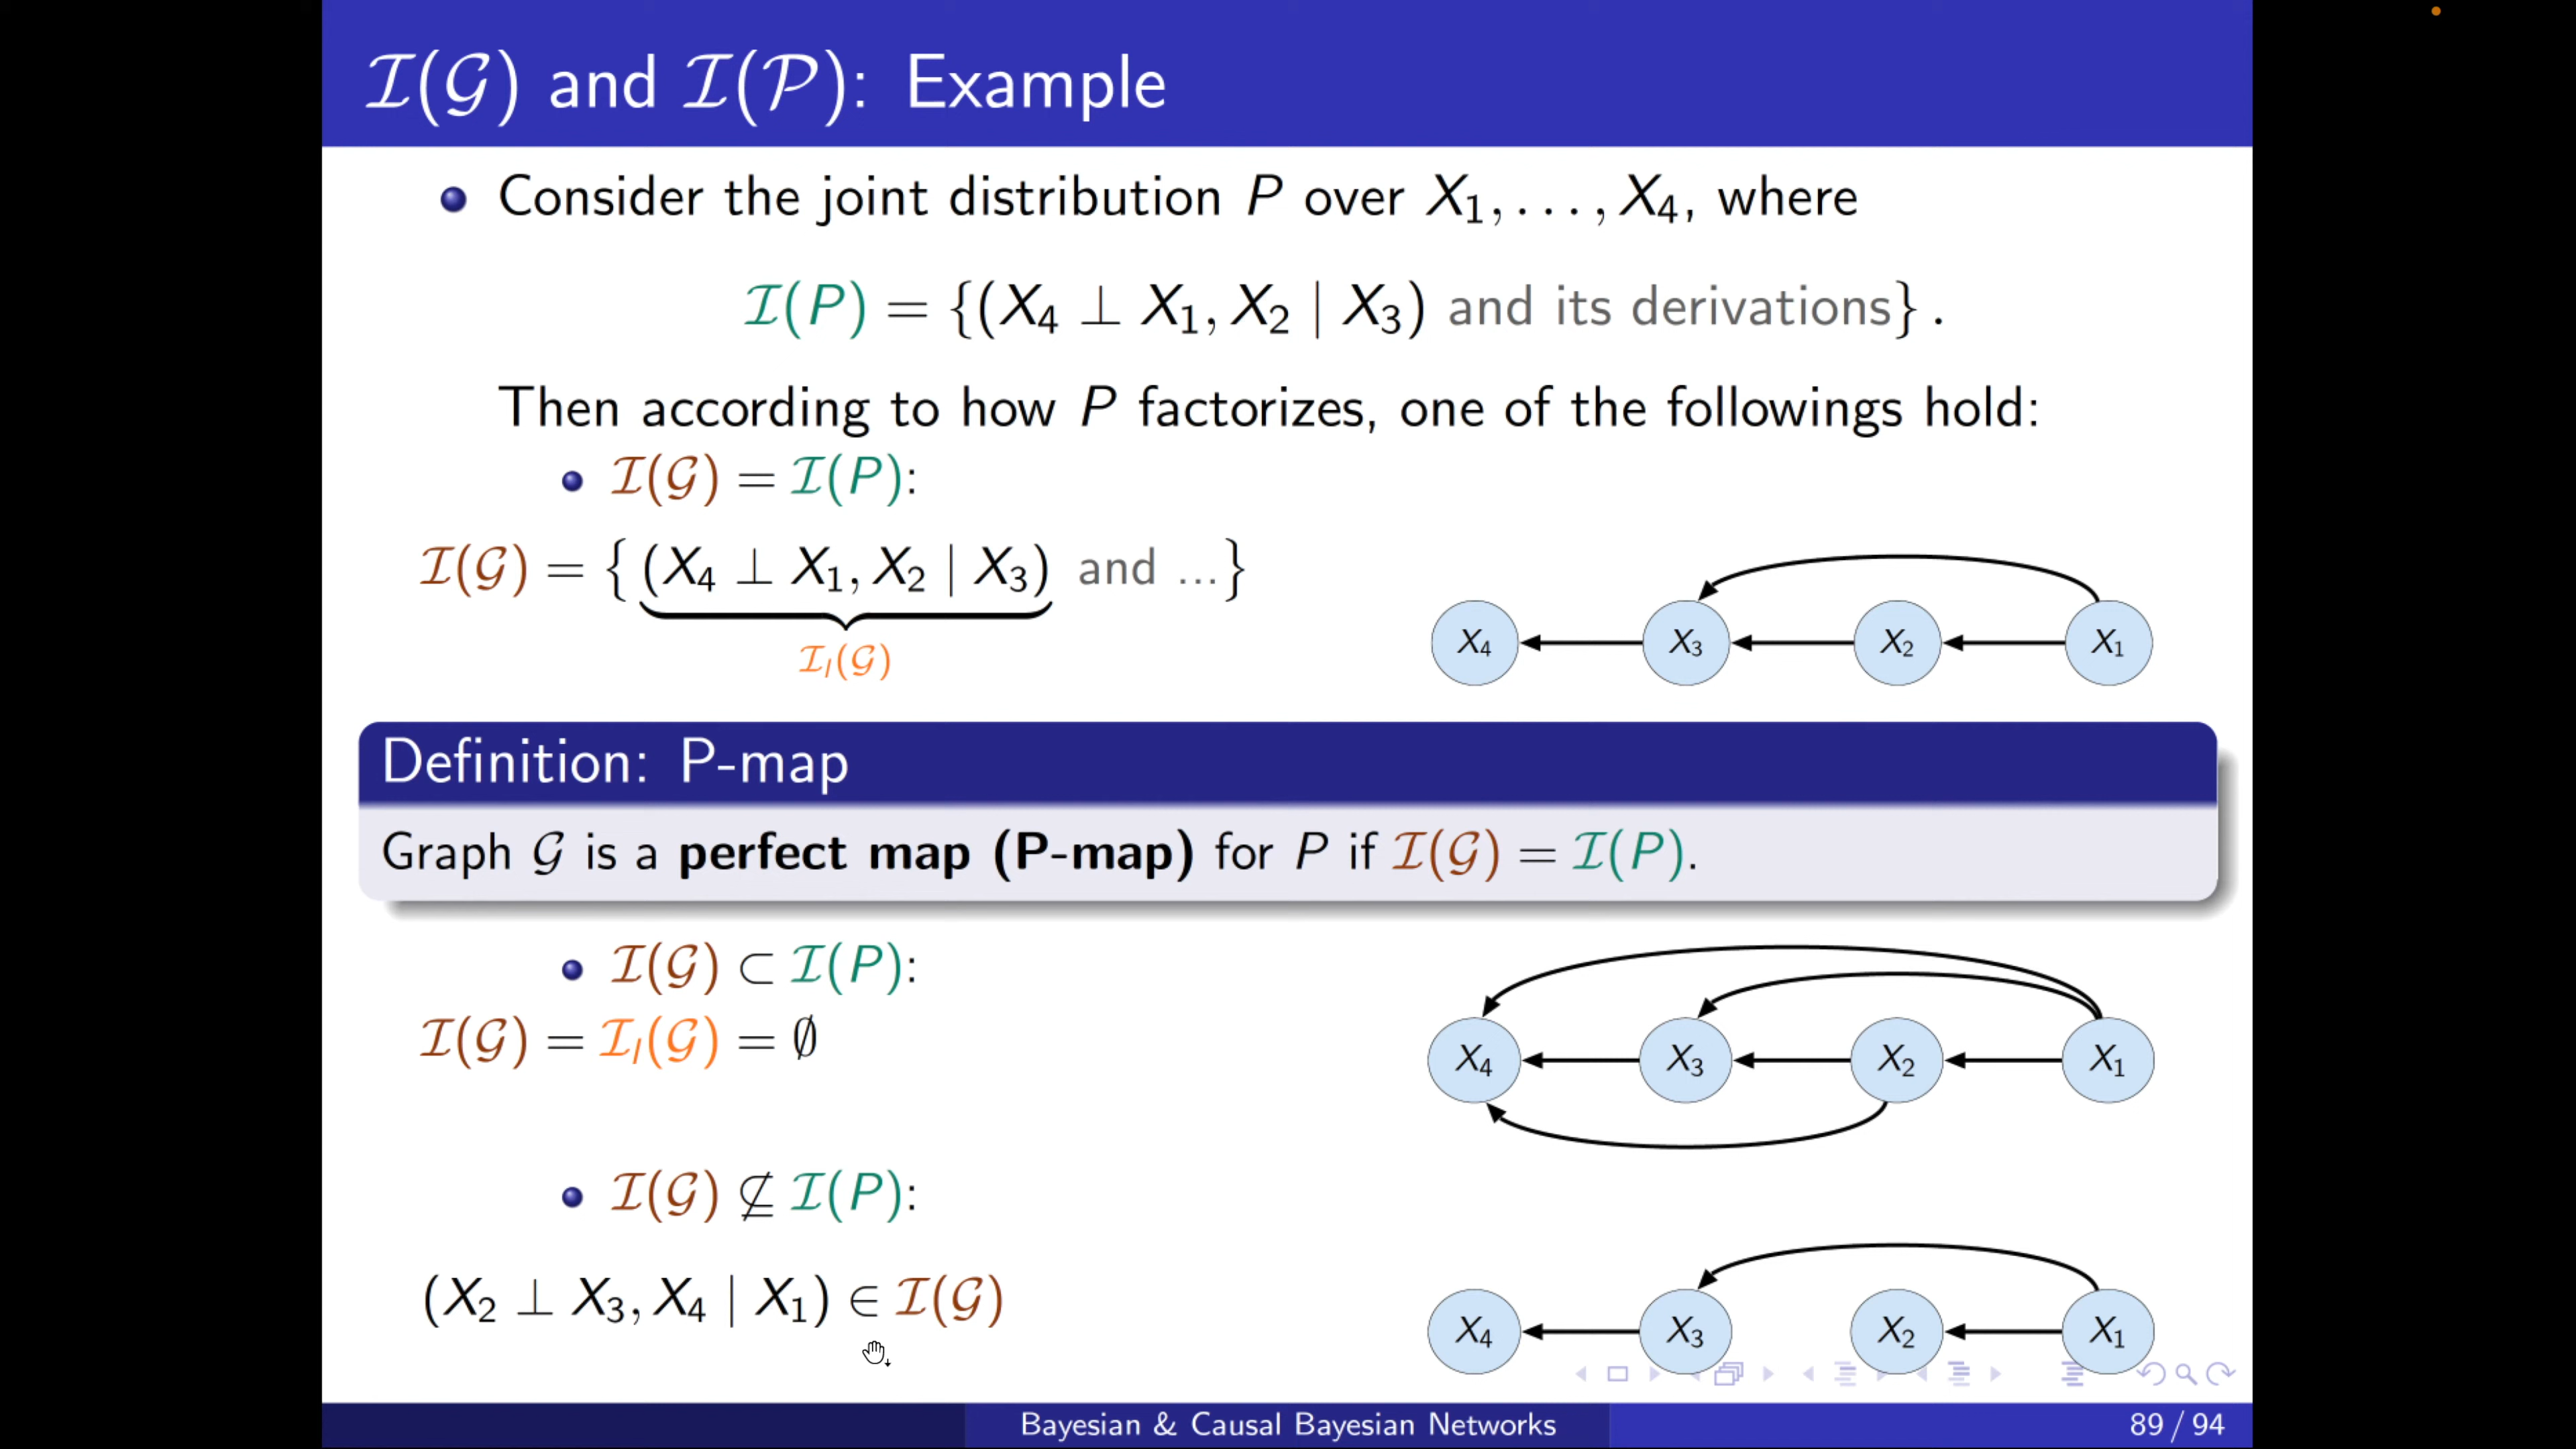 𝓘(𝓖) and 𝓘(𝓟): Example
Consider the joint distribution P over X₁, . . . , X₄, where
𝓘(P) = {(X₄ ⊥ X₁, X₂ | X₃) and its derivations} .
Then according to how P factorizes, one of the followings hold:
𝓘(𝓖) = 𝓘(P):
𝓘(𝓖) = { (X₄ ⊥ X₁, X₂ | X₃) and ...}
𝓘ₗ(𝓖)
X₄ X₃ X₂ X₁
Definition: P-map
Graph 𝓖 is a perfect map (P-map) for P if 𝓘(𝓖) = 𝓘(P).
𝓘(𝓖) ⊂ 𝓘(P):
𝓘(𝓖) = 𝓘ₗ(𝓖) = ∅
X₄ X₃ X₂ X₁
𝓘(𝓖) ⊈ 𝓘(P):
(X₂ ⊥ X₃, X₄ | X₁) ∈ 𝓘(𝓖)
X₄ X₃ X₂ X₁
Bayesian & Causal Bayesian Networks 89 / 94